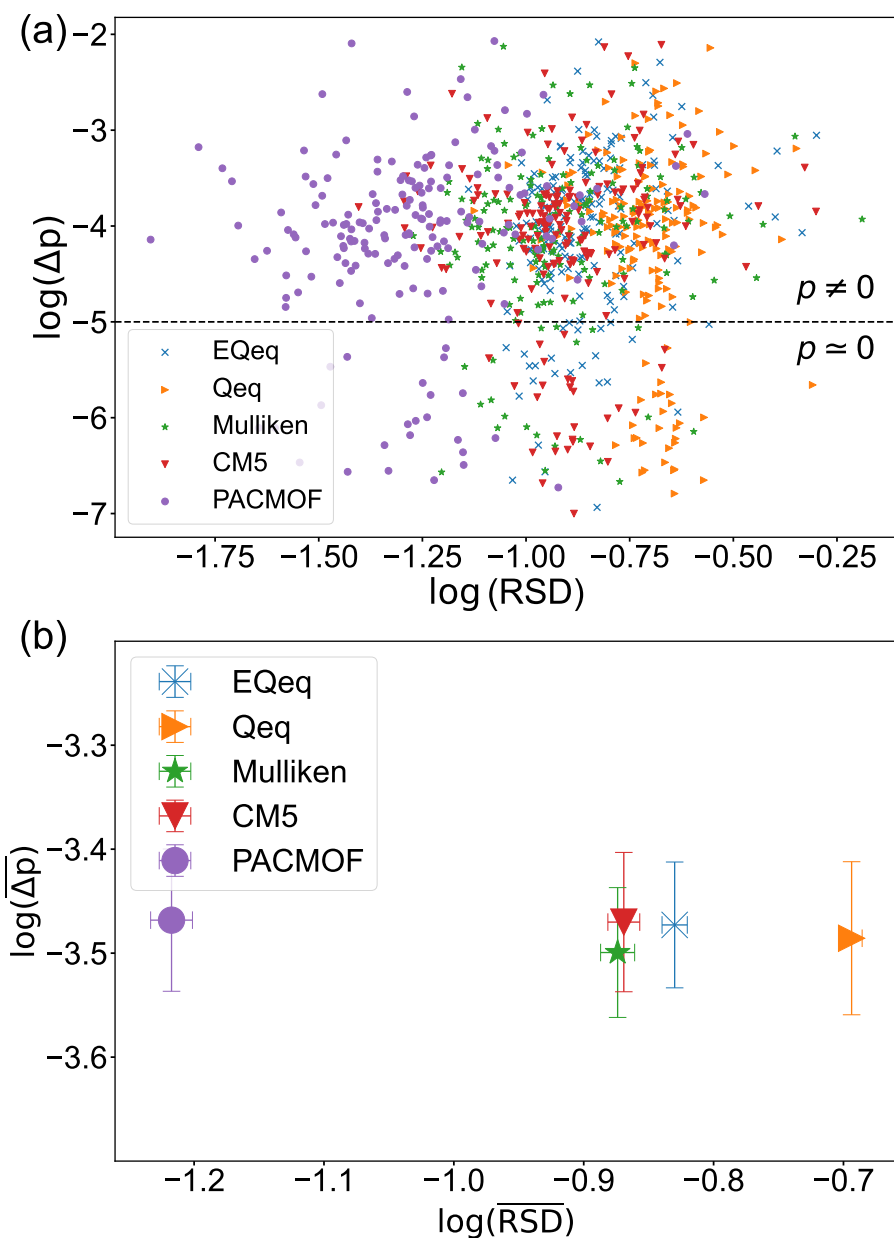 (a)
−2
−3
−4
−5
−6
−7
log(Δp)
p ≠ 0
p ≃ 0
EQeq
Qeq
Mulliken
CM5
PACMOF
−1.75 −1.50 −1.25 −1.00 −0.75 −0.50 −0.25
log (RSD)
(b)
EQeq
Qeq
Mulliken
CM5
PACMOF
−3.3
−3.4
−3.5
−3.6
log(Δ̅p̅)
−1.2 −1.1 −1.0 −0.9 −0.8 −0.7
log(R̅S̅D̅)